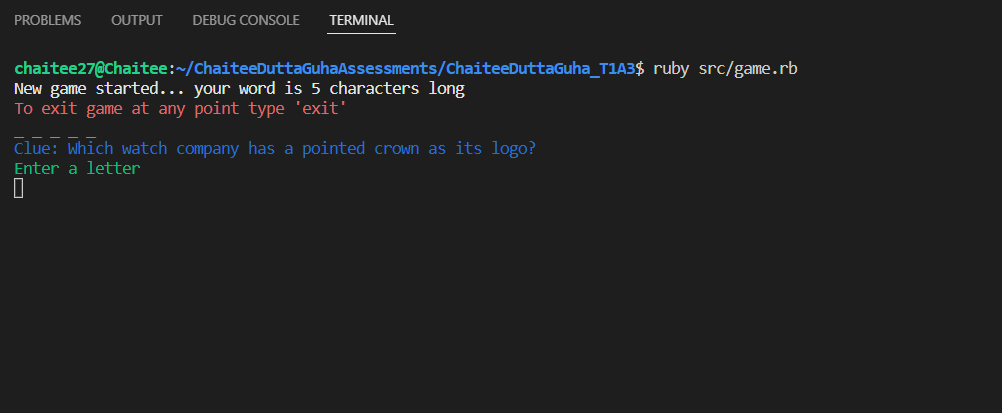 PROBLEMS OUTPUT DEBUG CONSOLE TERMINAL
chaitee27@Chaitee:~/ChaiteeDuttaGuhaAssessments/ChaiteeDuttaGuha_T1A3$ ruby src/game.rb
New game started... your word is 5 characters long
To exit game at any point type 'exit'
_ _ _ _ _
Clue: Which watch company has a pointed crown as its logo?
Enter a letter